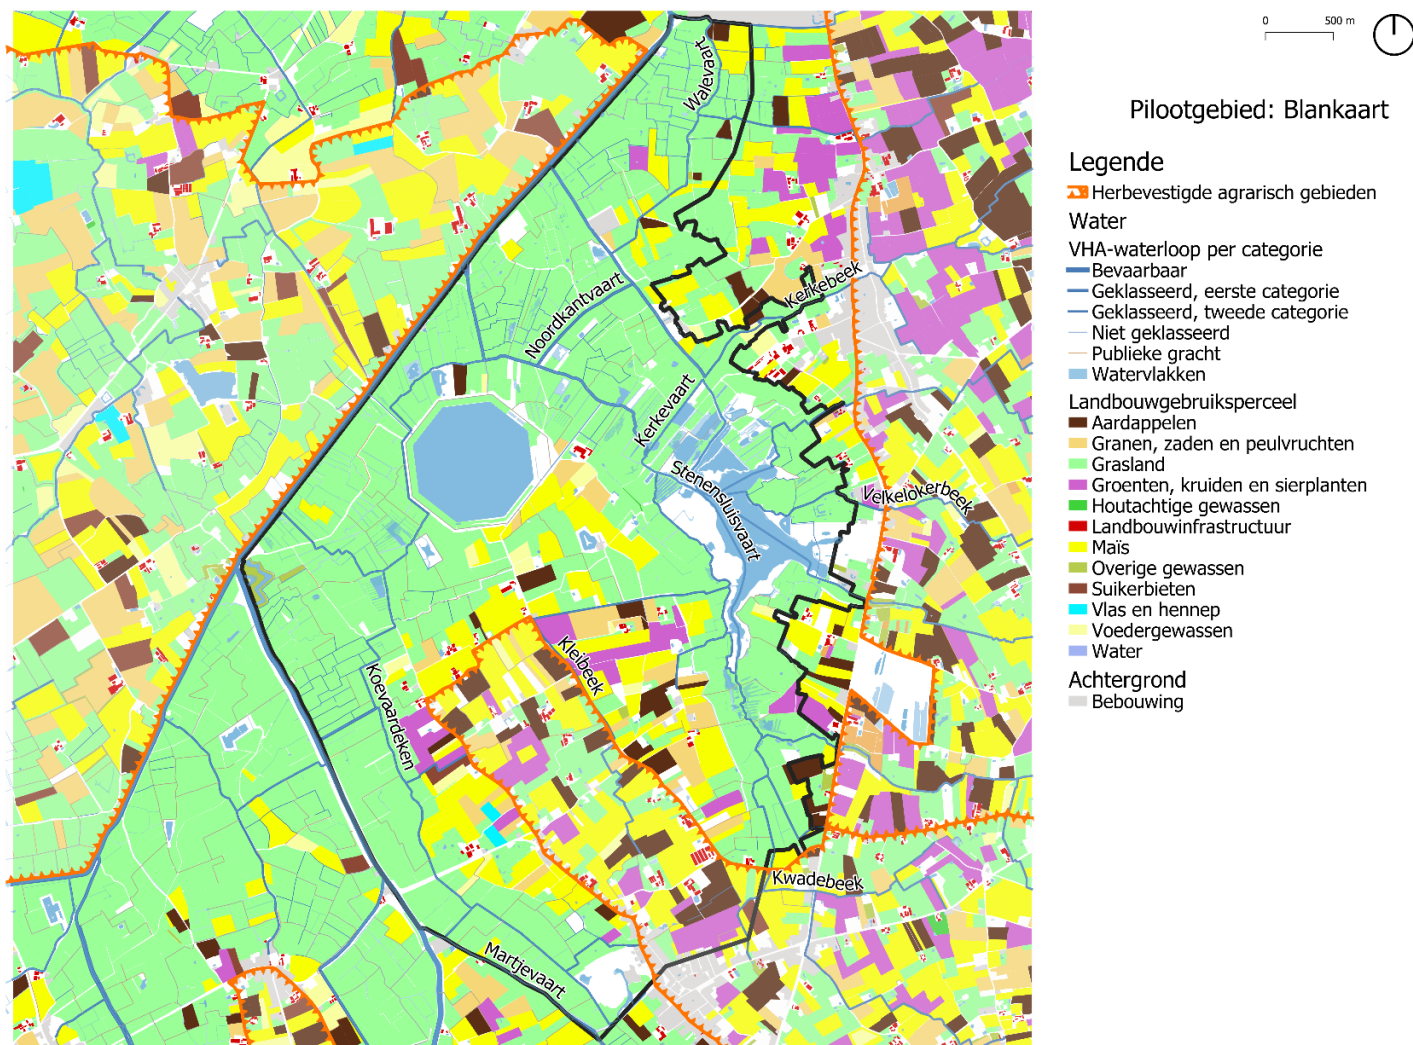 0 500 m
Pilootgebied: Blankaart
Legende
Herbevestigde agrarisch gebieden
Water
VHA-waterloop per categorie
Bevaarbaar
Geklasseerd, eerste categorie
Geklasseerd, tweede categorie
Niet geklasseerd
Publieke gracht
Watervlakken
Landbouwgebruiksperceel
Aardappelen
Granen, zaden en peulvruchten
Grasland
Groenten, kruiden en sierplanten
Houtachtige gewassen
Landbouwinfrastructuur
Maïs
Overige gewassen
Suikerbieten
Vlas en hennep
Voedergewassen
Water
Achtergrond
Bebouwing
Walevaart
Kerkebeek
Noordkantvaart
Kerkevaart
Stenensluisvaart
Velkelokerbeek
Kleibeek
Koevaardeken
Kwadebeek
Martjevaart